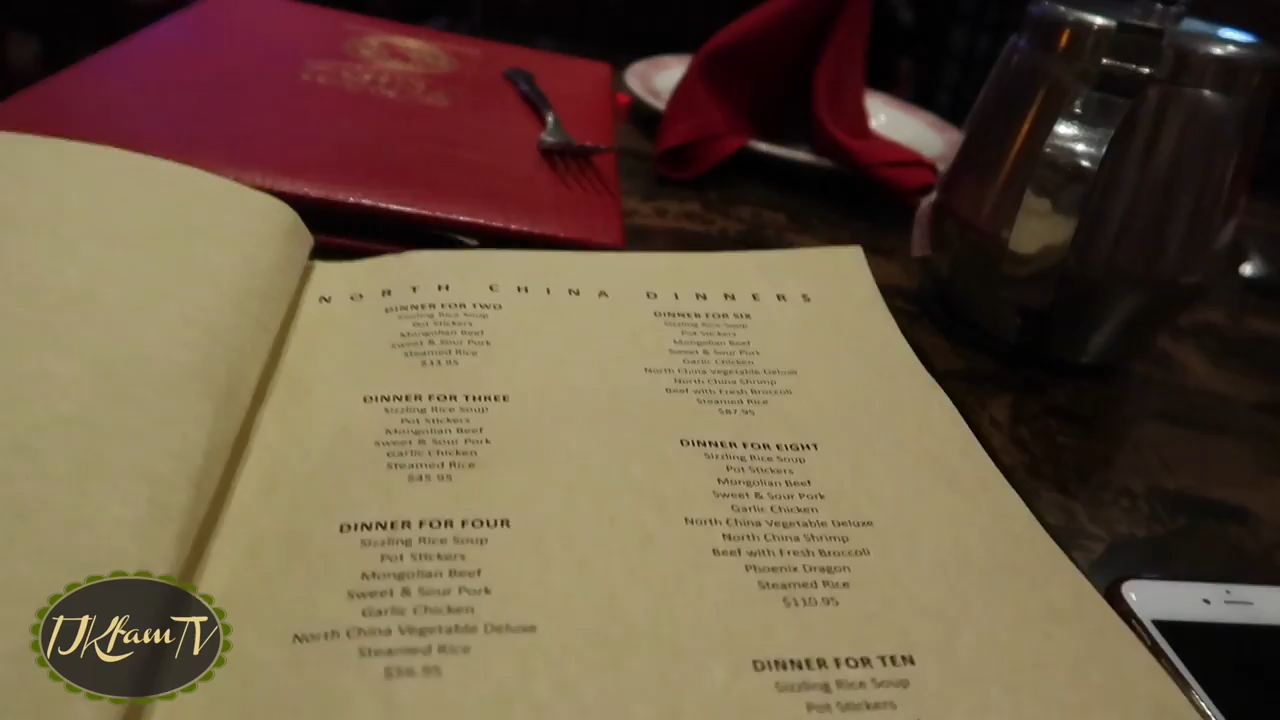 NORTH CHINA DINNERS
DINNER FOR TWO
Sizzling Rice Soup
Pot Stickers
Mongolian Beef
Sweet & Sour Pork
Steamed Rice
DINNER FOR THREE
Sizzling Rice Soup
Pot Stickers
Mongolian Beef
Sweet & Sour Pork
Garlic Chicken
Steamed Rice
$45.95
DINNER FOR FOUR
Sizzling Rice Soup
Pot Stickers
Mongolian Beef
Sweet & Sour Pork
Garlic Chicken
North China Vegetable Deluxe
Steamed Rice
DINNER FOR SIX
Sizzling Rice Soup
Pot Stickers
Mongolian Beef
Sweet & Sour Pork
Garlic Chicken
North China Vegetable Deluxe
North China Shrimp
Beef with Fresh Broccoli
Steamed Rice
$87.95
DINNER FOR EIGHT
Sizzling Rice Soup
Pot Stickers
Mongolian Beef
Sweet & Sour Pork
Garlic Chicken
North China Vegetable Deluxe
North China Shrimp
Beef with Fresh Broccoli
Phoenix Dragon
Steamed Rice
$110.95
DINNER FOR TEN
Sizzling Rice Soup
Pot Stickers
TJKFam TV